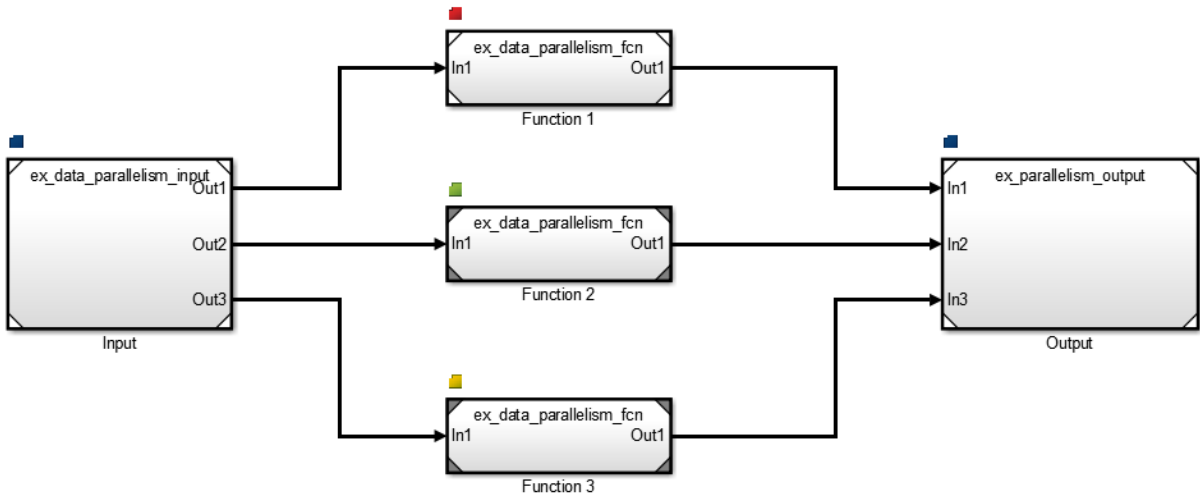 ex_data_parallelism_fcn
In1
Out1
Function 1
ex_data_parallelism_input
Out1
Out2
Out3
Input
ex_data_parallelism_fcn
In1
Out1
Function 2
ex_parallelism_output
In1
In2
In3
Output
ex_data_parallelism_fcn
In1
Out1
Function 3